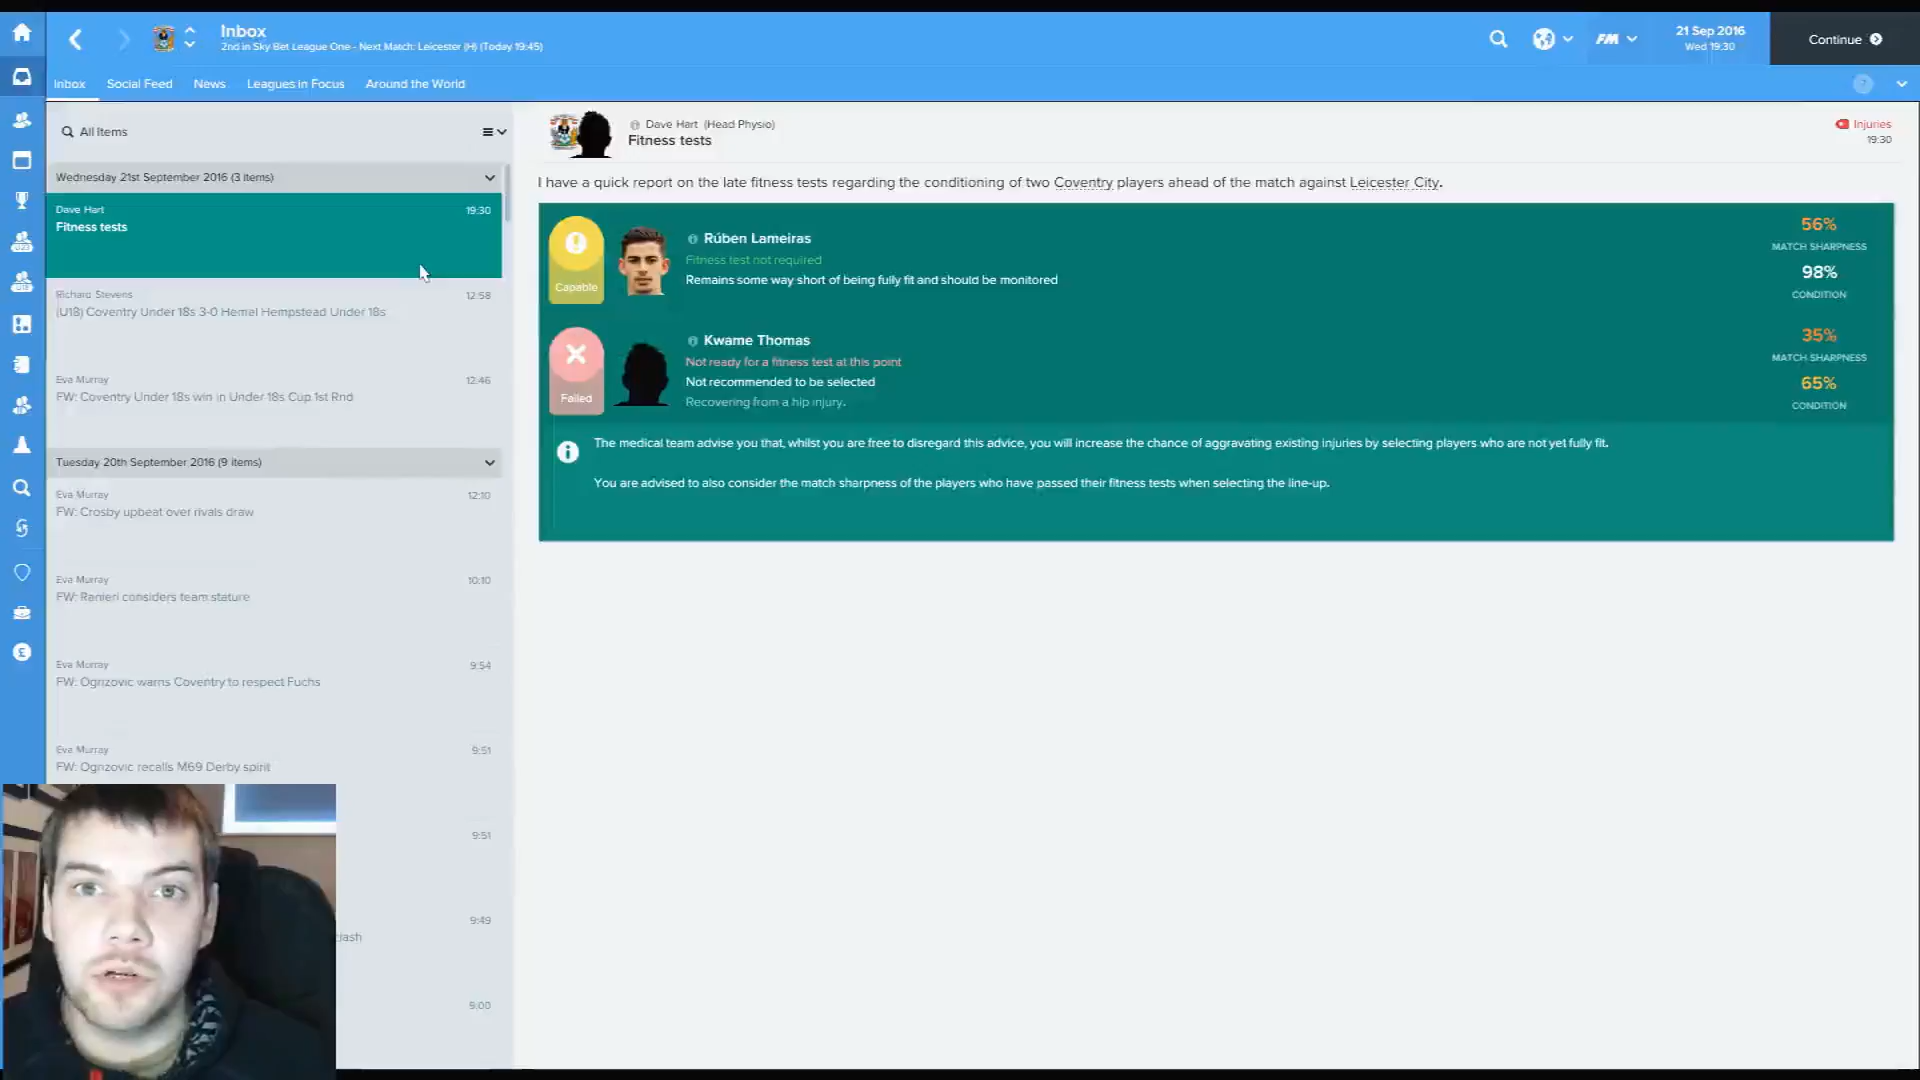 Inbox
2nd in Sky Bet League One - Next Match: Leicester (H) (Today 19:45)
FM
21 Sep 2016
Wed 19:30
Continue
Inbox
Social Feed
News
Leagues in Focus
Around the World
?
All Items
Wednesday 21st September 2016 (3 items)
Dave Hart
19:30
Fitness tests
Richard Stevens
12:58
(U18) Coventry Under 18s 3-0 Hemel Hempstead Under 18s
Eva Murray
12:46
FW: Coventry Under 18s win in Under 18s Cup 1st Rnd
Tuesday 20th September 2016 (9 items)
Eva Murray
12:10
FW: Crosby upbeat over rivals draw
Eva Murray
10:10
FW: Ranieri considers team stature
Eva Murray
9:54
FW: Ogrizovic warns Coventry to respect Fuchs
Eva Murray
9:51
FW: Ogrizovic recalls M69 Derby spirit
9:51
9:49
clash
9:00
Dave Hart (Head Physio)
Fitness tests
Injuries
19:30
I have a quick report on the late fitness tests regarding the conditioning of two Coventry players ahead of the match against Leicester City.
Capable
Rúben Lameiras
Fitness test not required
Remains some way short of being fully fit and should be monitored
56%
MATCH SHARPNESS
98%
CONDITION
Failed
Kwame Thomas
Not ready for a fitness test at this point
Not recommended to be selected
Recovering from a hip injury.
35%
MATCH SHARPNESS
65%
CONDITION
The medical team advise you that, whilst you are free to disregard this advice, you will increase the chance of aggravating existing injuries by selecting players who are not yet fully fit.
You are advised to also consider the match sharpness of the players who have passed their fitness tests when selecting the line-up.